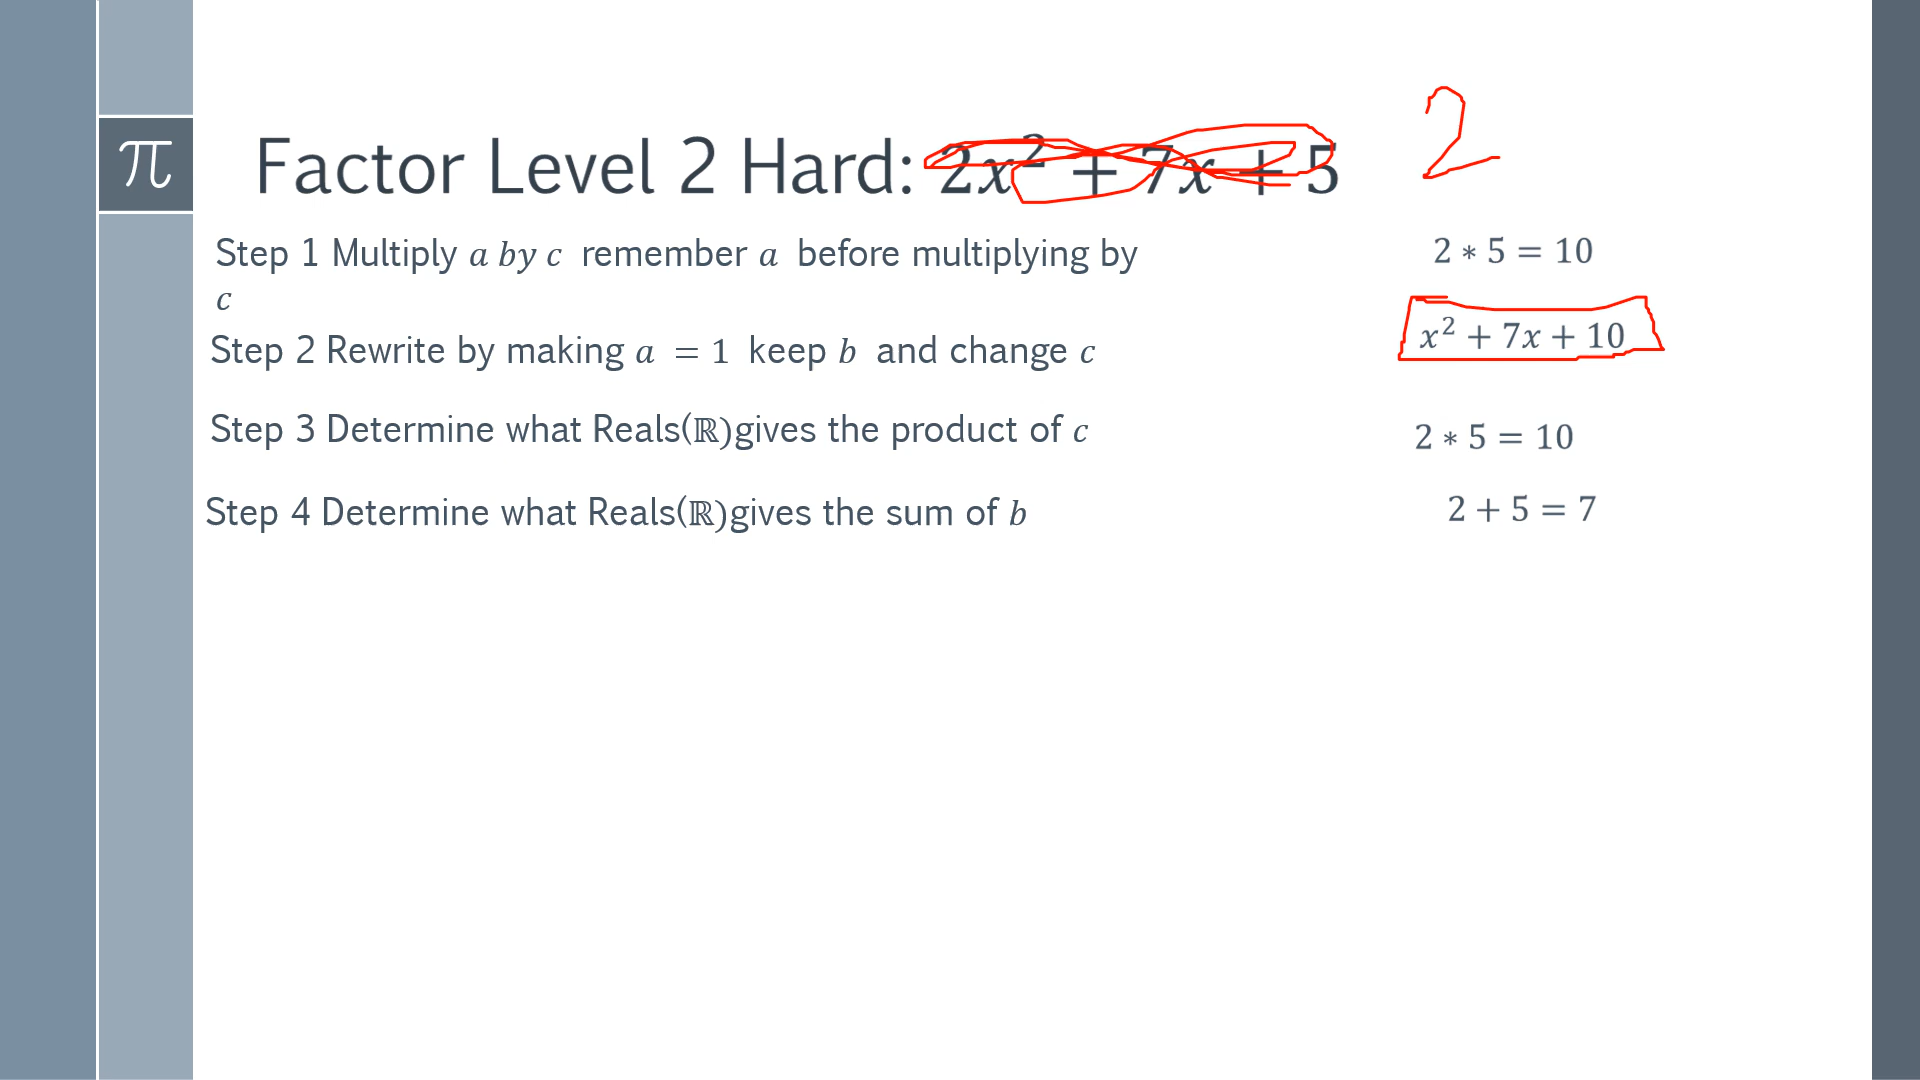 π
Factor Level 2 Hard: 2x² + 7x + 5
2
Step 1 Multiply a by c remember a before multiplying by
c
2 * 5 = 10
Step 2 Rewrite by making a = 1 keep b and change c
x² + 7x + 10
Step 3 Determine what Reals(ℝ)gives the product of c
2 * 5 = 10
Step 4 Determine what Reals(ℝ)gives the sum of b
2 + 5 = 7